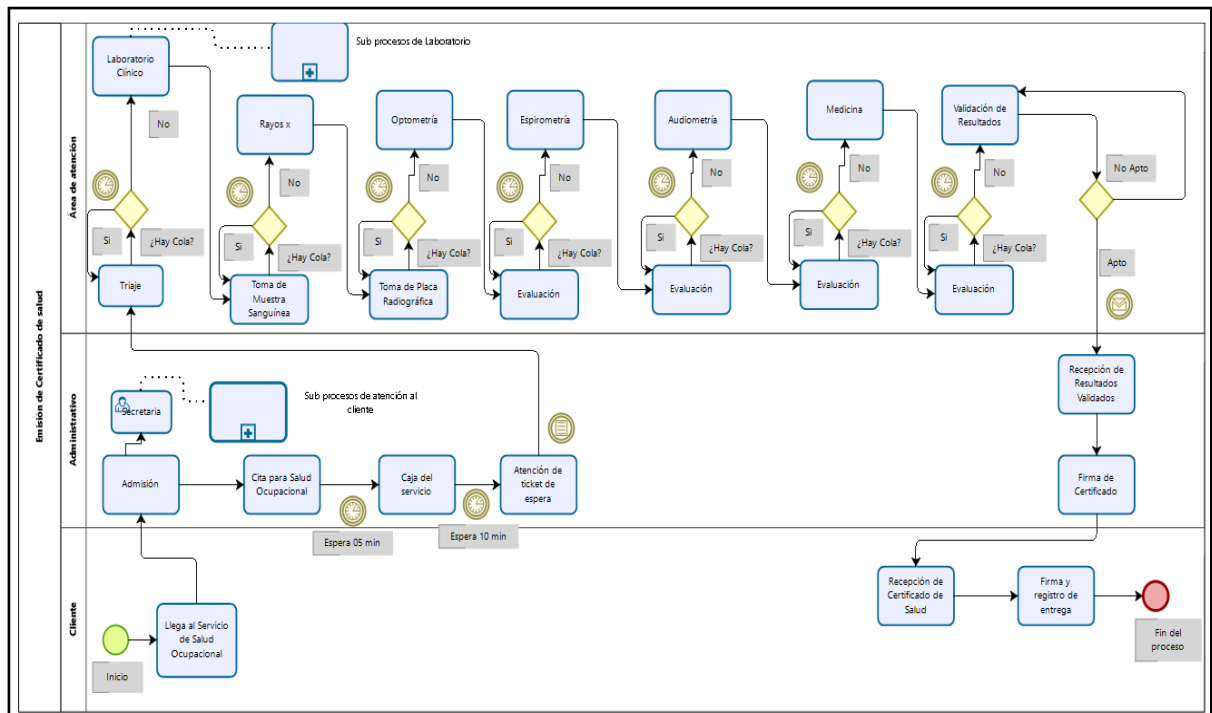 Emisión de Certificado de salud
Área de atención
Laboratorio
Clínico
Sub procesos de Laboratorio
No
Si
¿Hay Cola?
Triaje
Rayos x
No
Si
¿Hay Cola?
Toma de
Muestra
Sanguínea
Optometría
No
Si
¿Hay Cola?
Toma de Placa
Radiográfica
Espirometría
No
Si
¿Hay Cola?
Evaluación
Audiometría
No
Si
¿Hay Cola?
Evaluación
Medicina
No
Si
¿Hay Cola?
Evaluación
Validación de
Resultados
No
Si
¿Hay Cola?
Evaluación
No Apto
Apto
Administrativo
Secretaria
Sub procesos de atención al
cliente
Admisión
Cita para Salud
Ocupacional
Espera 05 min
Caja del
servicio
Espera 10 min
Atención de
ticket de
espera
Recepción de
Resultados
Validados
Firma de
Certificado
Cliente
Inicio
Llega al Servicio
de Salud
Ocupacional
Recepción de
Certificado de
Salud
Firma y
registro de
entrega
Fin del
proceso